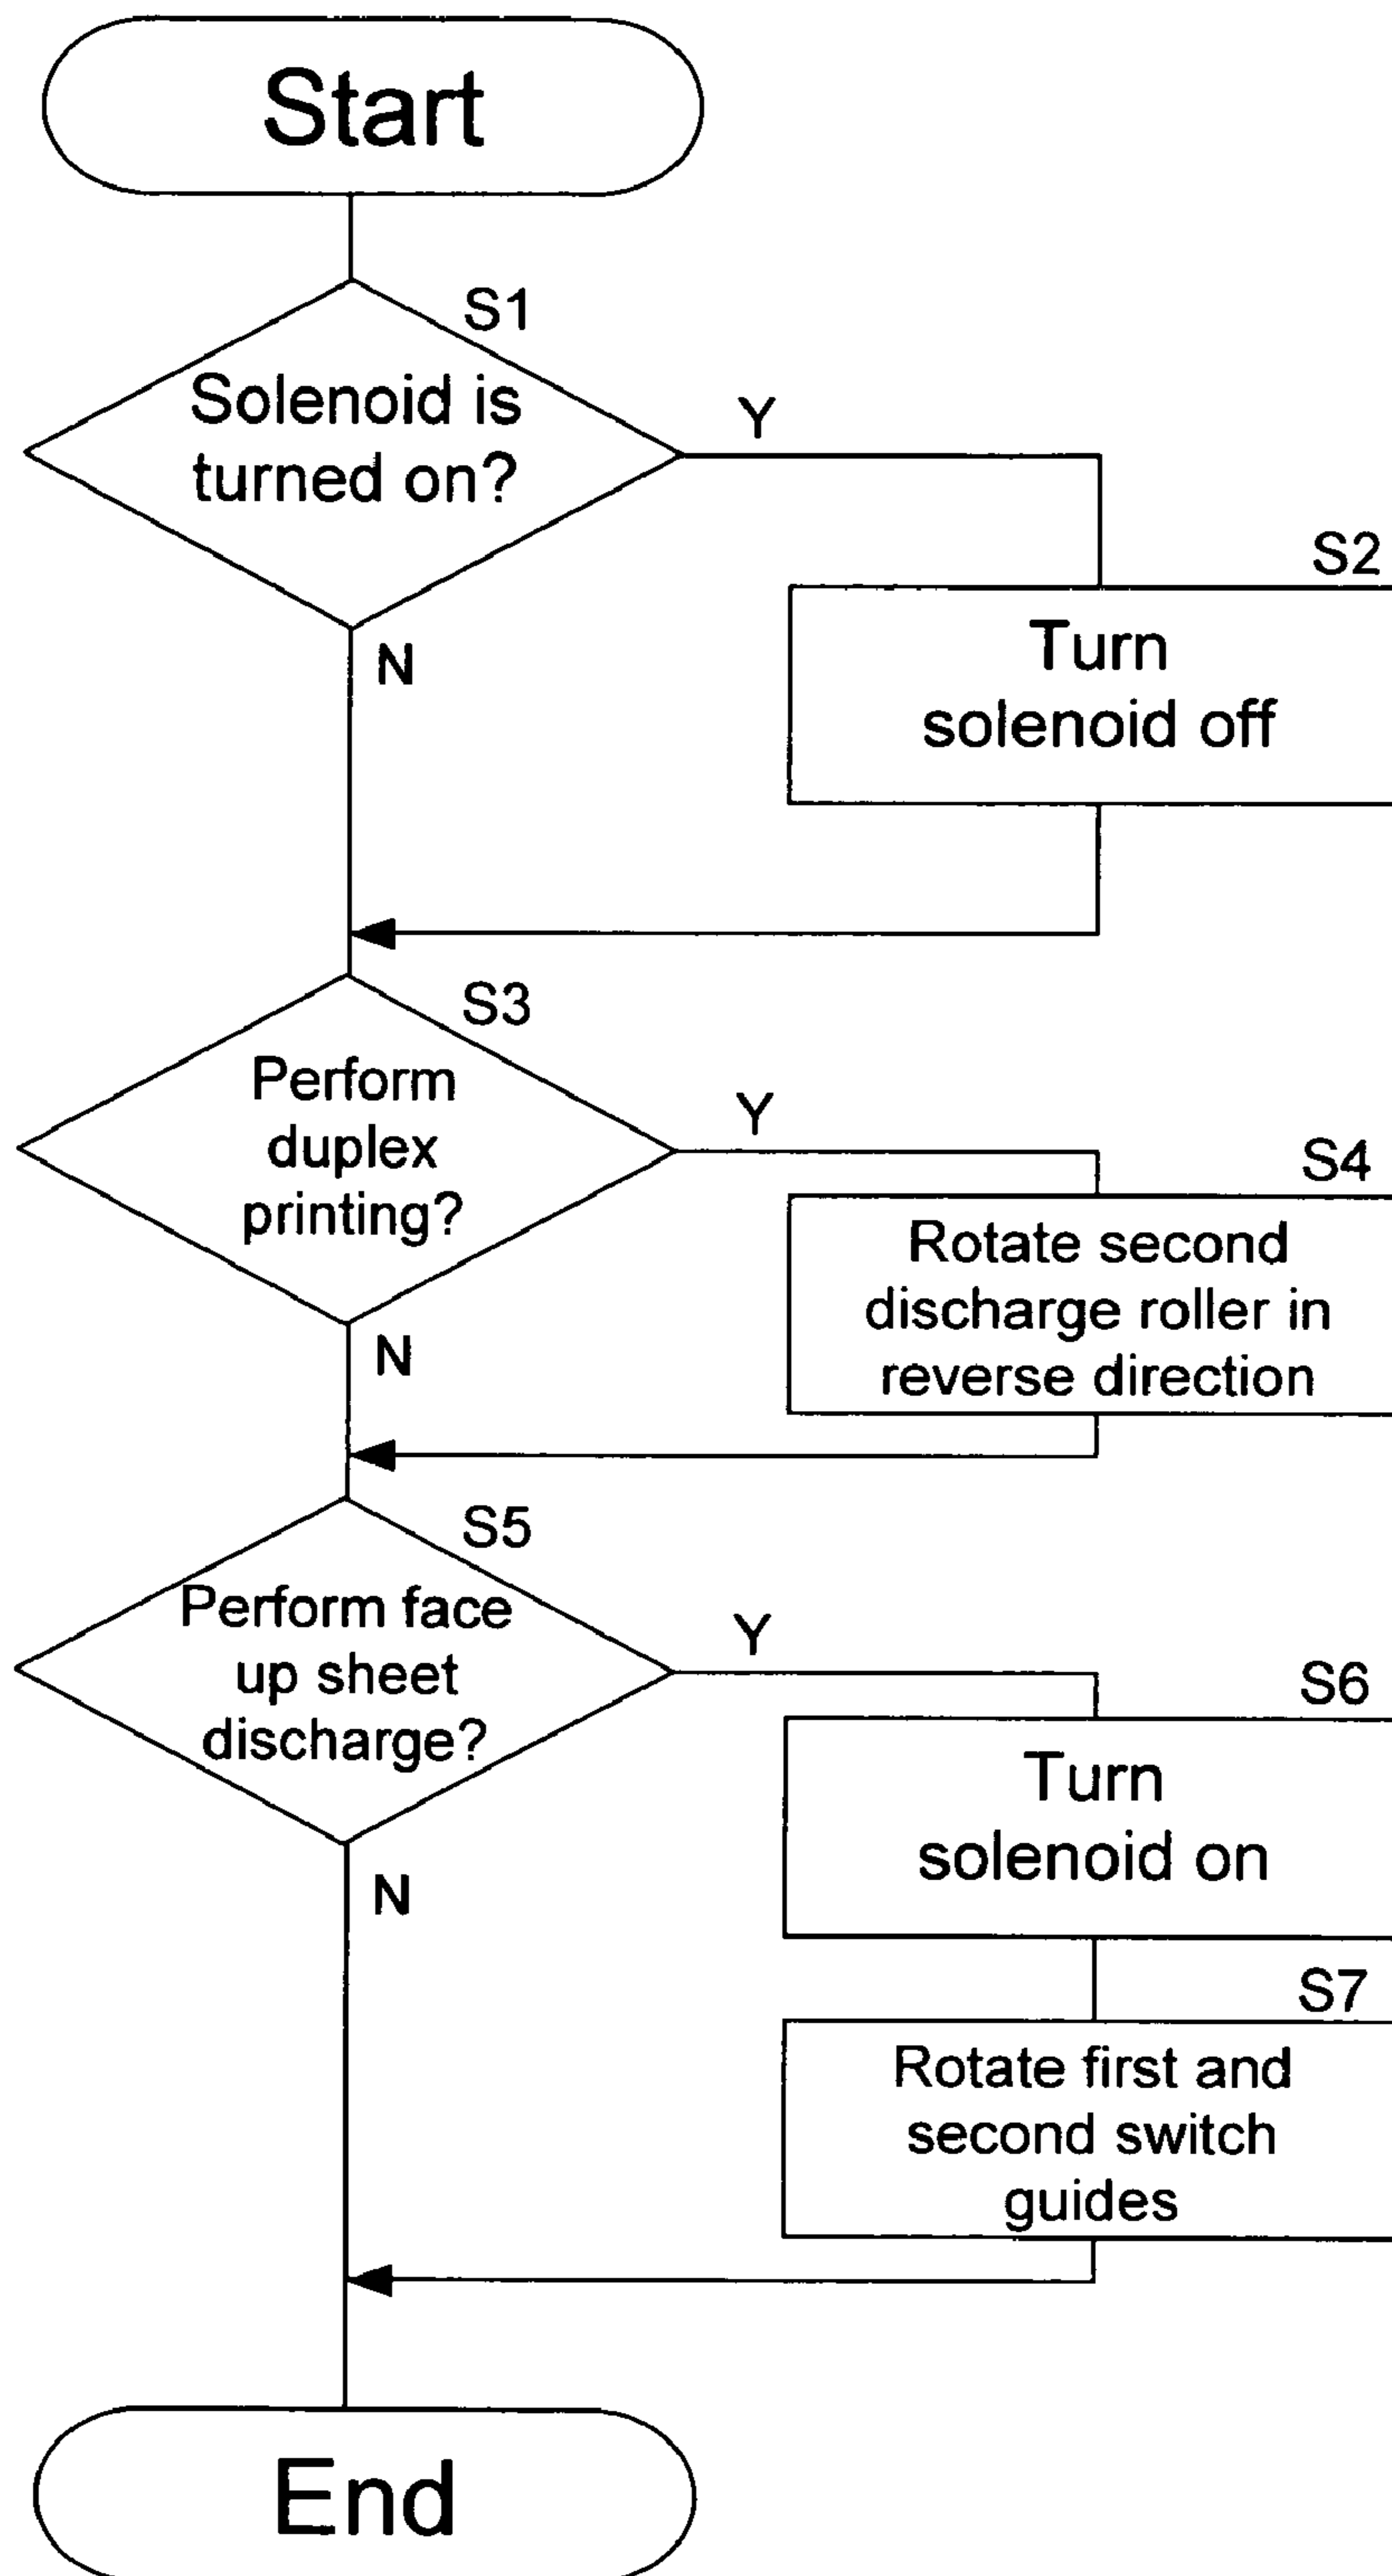 Start
S1
Solenoid is
turned on?
Y
N
S2
Turn
solenoid off
S3
Perform
duplex
printing?
Y
N
S4
Rotate second
discharge roller in
reverse direction
S5
Perform face
up sheet
discharge?
Y
N
S6
Turn
solenoid on
S7
Rotate first and
second switch
guides
End